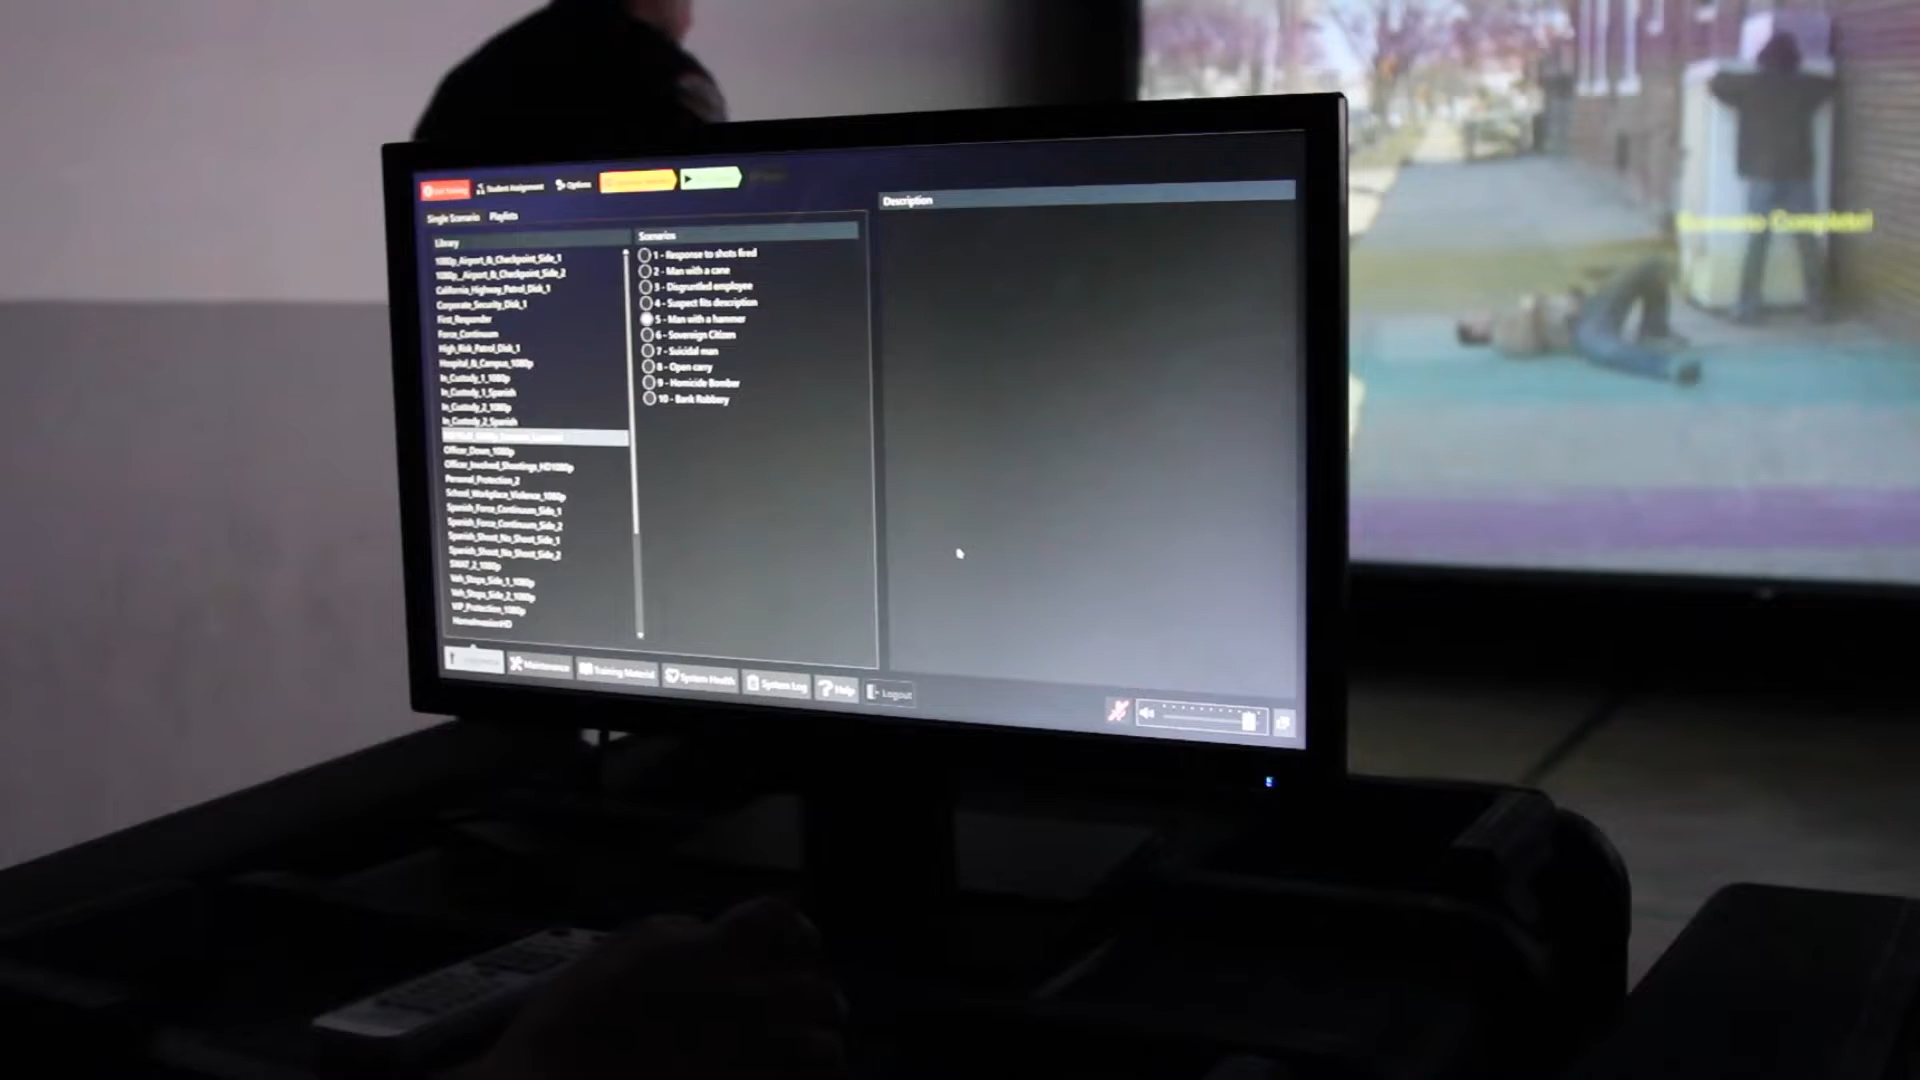 Student Assignment
Options
Single Scenario Playlists
Library
1080p_Airport_&_Checkpoint_Side_1
1080p_Airport_&_Checkpoint_Side_2
California_Highway_Patrol_Disk_1
Corporate_Security_Disk_1
First_Responder
Force_Continuum
High_Risk_Patrol_Disk_1
Hospital_&_Campus_1080p
In_Custody_1_1080p
In_Custody_1_Spanish
In_Custody_2_1080p
In_Custody_2_Spanish
Officer_Down_1080p
Officer_Involved_Shootings_HD1080p
Personal_Protection_2
School_Workplace_Violence_1080p
Spanish_Force_Continuum_Side_1
Spanish_Force_Continuum_Side_2
Spanish_Shoot_No_Shoot_Side_1
Spanish_Shoot_No_Shoot_Side_2
SWAT_2_1080p
Veh_Stops_Side_1_1080p
Veh_Stops_Side_2_1080p
VIP_Protection_1080p
HomeInvasionHD
Scenarios
1 - Response to shots fired
2 - Man with a cane
3 - Disgruntled employee
4 - Suspect fits description
5 - Man with a hammer
6 - Sovereign Citizen
7 - Suicidal man
8 - Open carry
9 - Homicide Bomber
10 - Bank Robbery
Description
Maintenance
Training Material
System Health
System Log
Help
Logout
Scenario Complete!